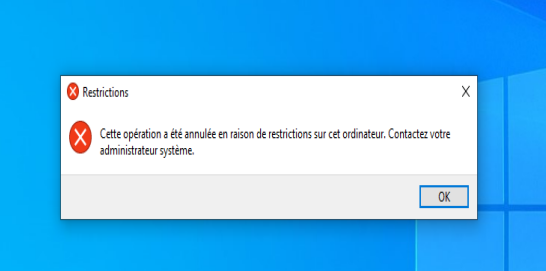 Restrictions
Cette opération a été annulée en raison de restrictions sur cet ordinateur. Contactez votre
administrateur système.
OK